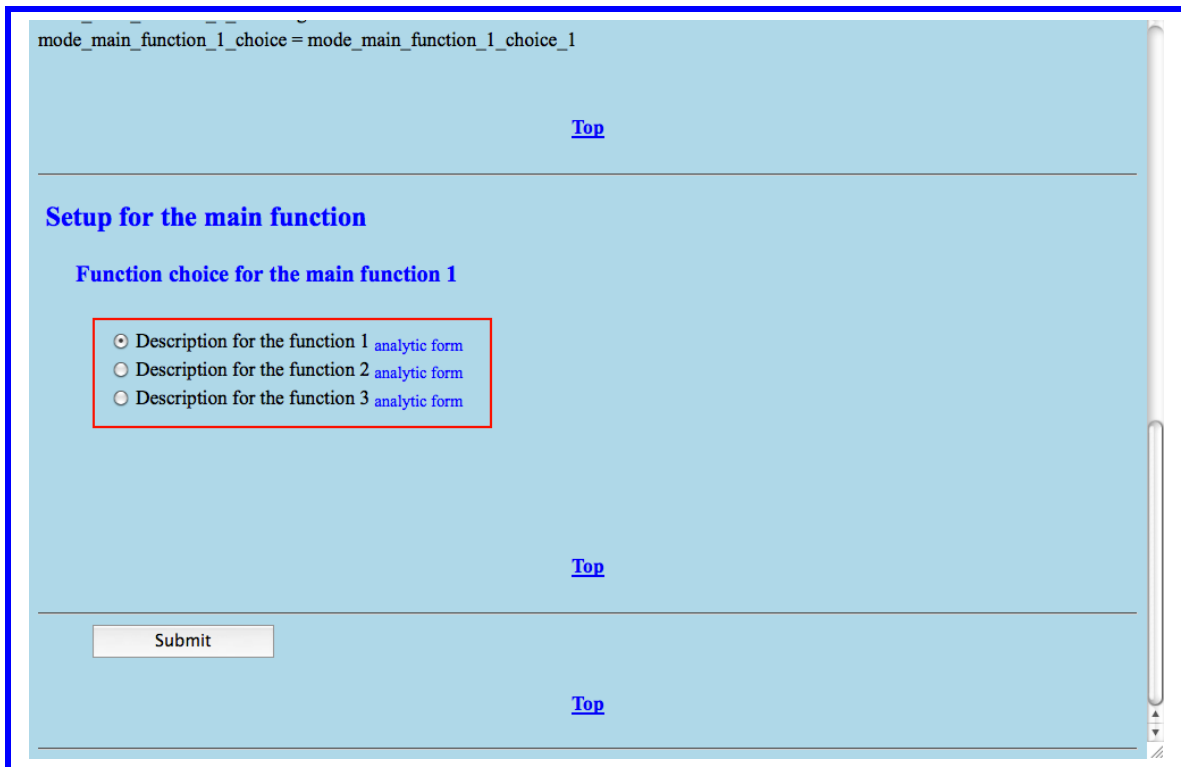 mode_main_function_1_choice = mode_main_function_1_choice_1
Top
Setup for the main function
Function choice for the main function 1
Description for the function 1 analytic form
Description for the function 2 analytic form
Description for the function 3 analytic form
Top
Submit
Top